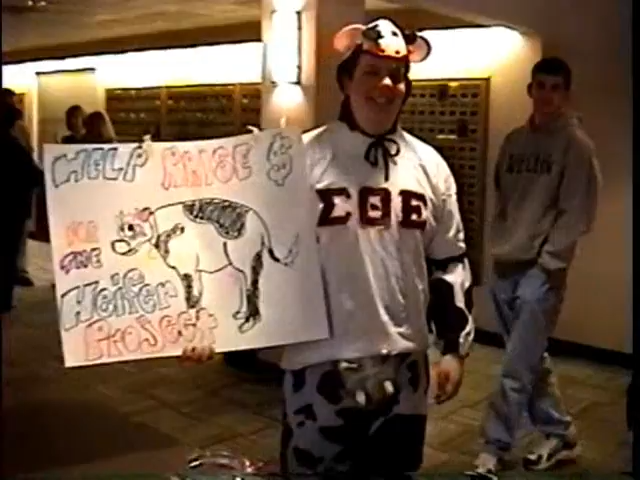 HELP RAISE $
FOR
THE
Heifer
PROJECT
ΣΘΕ